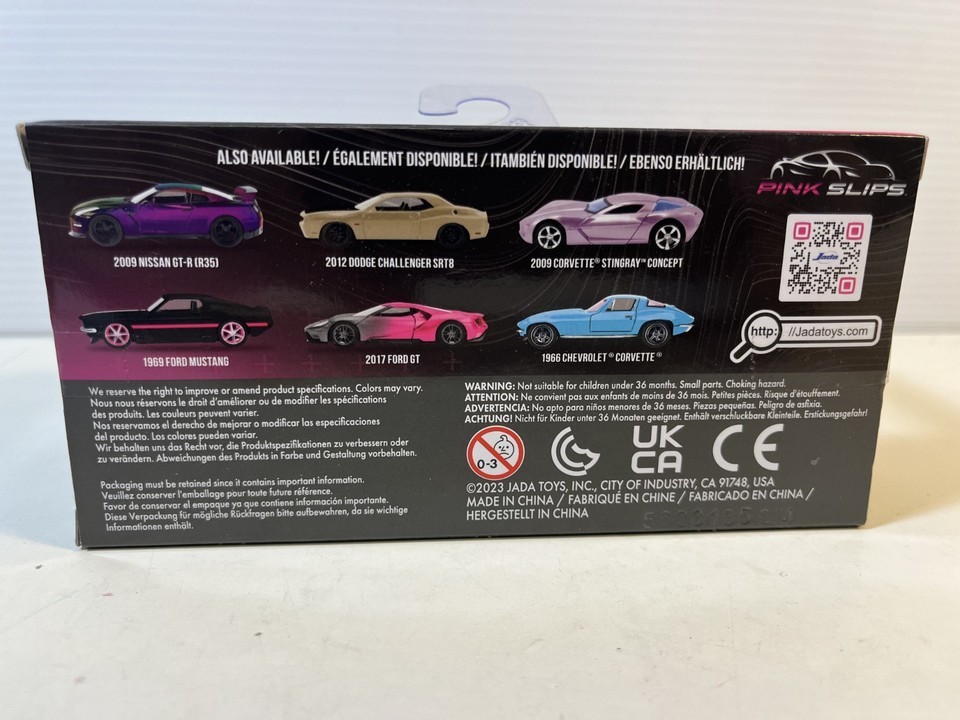 ALSO AVAILABLE! / ÉGALEMENT DISPONIBLE! / ¡TAMBIÉN DISPONIBLE! / EBENSO ERHÄLTLICH!
PINK SLIPS
2009 NISSAN GT-R (R35)
2012 DODGE CHALLENGER SRT8
2009 CORVETTE® STINGRAY™ CONCEPT
Jada
http: //Jadatoys.com
1969 FORD MUSTANG
2017 FORD GT
1966 CHEVROLET® CORVETTE®
We reserve the right to improve or amend product specifications. Colors may vary.
Nous nous réservons le droit d'améliorer ou de modifier les spécifications
des produits. Les couleurs peuvent varier.
Nos reservamos el derecho de mejorar o modificar las especificaciones
del producto. Los colores pueden variar.
Wir behalten uns das Recht vor, die Produktspezifikationen zu verbessern oder
zu verändern. Abweichungen des Produkts in Farbe und Gestaltung vorbehalten.
Packaging must be retained since it contains important information.
Veuillez conserver l'emballage pour toute future référence.
Favor de conservar el empaque ya que contiene información importante.
Diese Verpackung für mögliche Rückfragen bitte aufbewahren, da sie wichtige
Informationen enthält.
WARNING: Not suitable for children under 36 months. Small parts. Choking hazard.
ATTENTION: Ne convient pas aux enfants de moins de 36 mois. Petites pièces. Risque d'étouffement.
ADVERTENCIA: No apto para niños menores de 36 meses. Piezas pequeñas. Peligro de asfixia.
ACHTUNG! Nicht für Kinder unter 36 Monaten geeignet. Enthält verschluckbare Kleinteile. Erstickungsgefahr!
0-3
UK
CA
CE
©2023 JADA TOYS, INC., CITY OF INDUSTRY, CA 91748, USA
MADE IN CHINA / FABRIQUÉ EN CHINE / FABRICADO EN CHINA /
HERGESTELLT IN CHINA